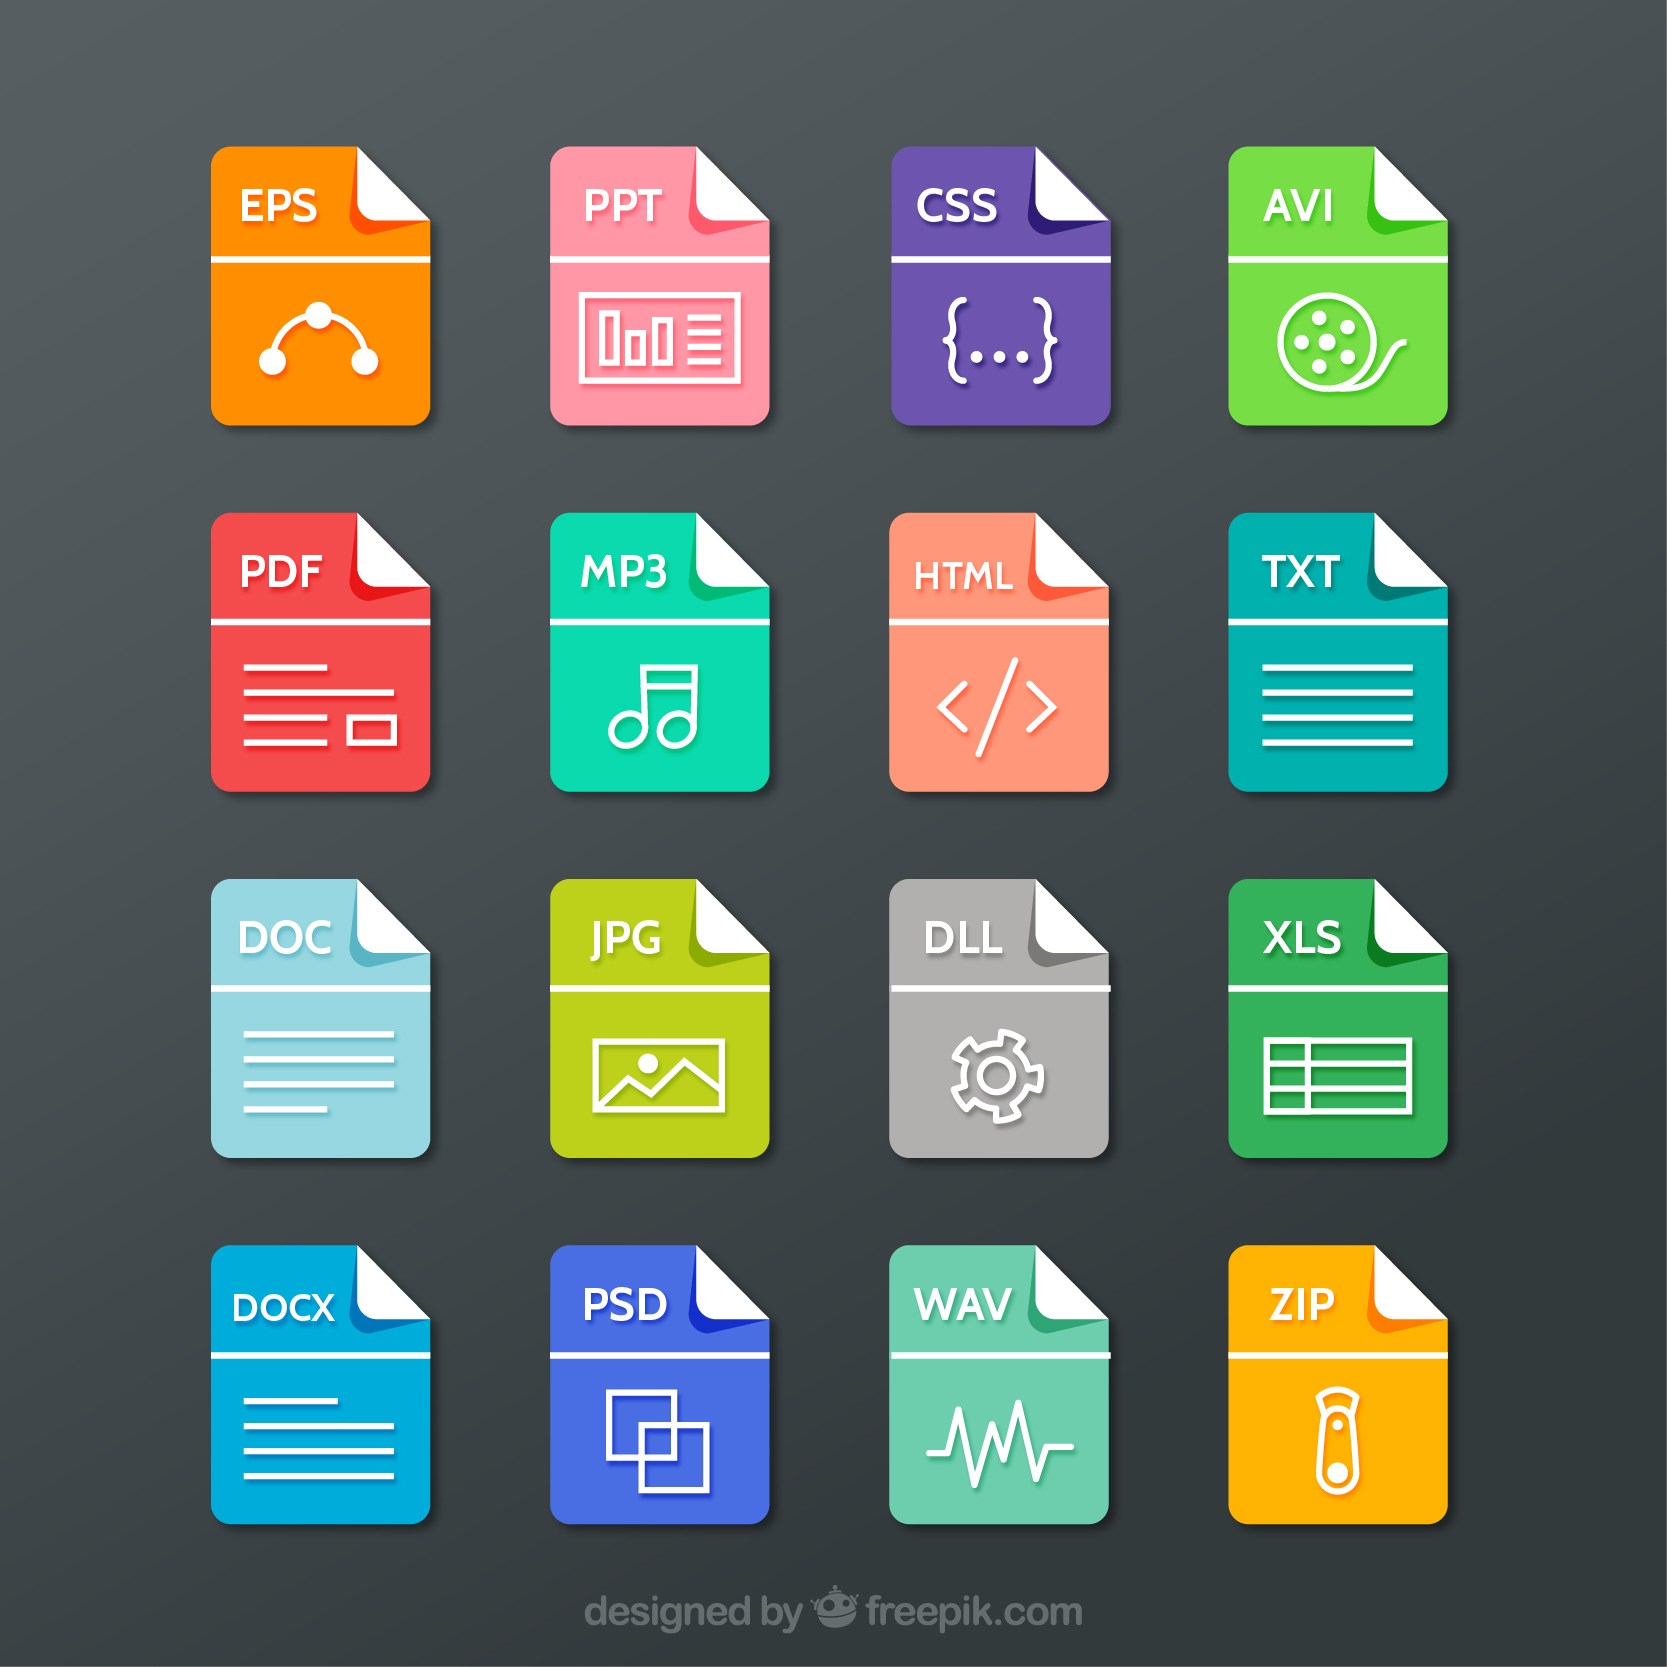 EPS PPT CSS AVI
PDF MP3 HTML TXT
DOC JPG DLL XLS
DOCX PSD WAV ZIP
designed by freepik.com